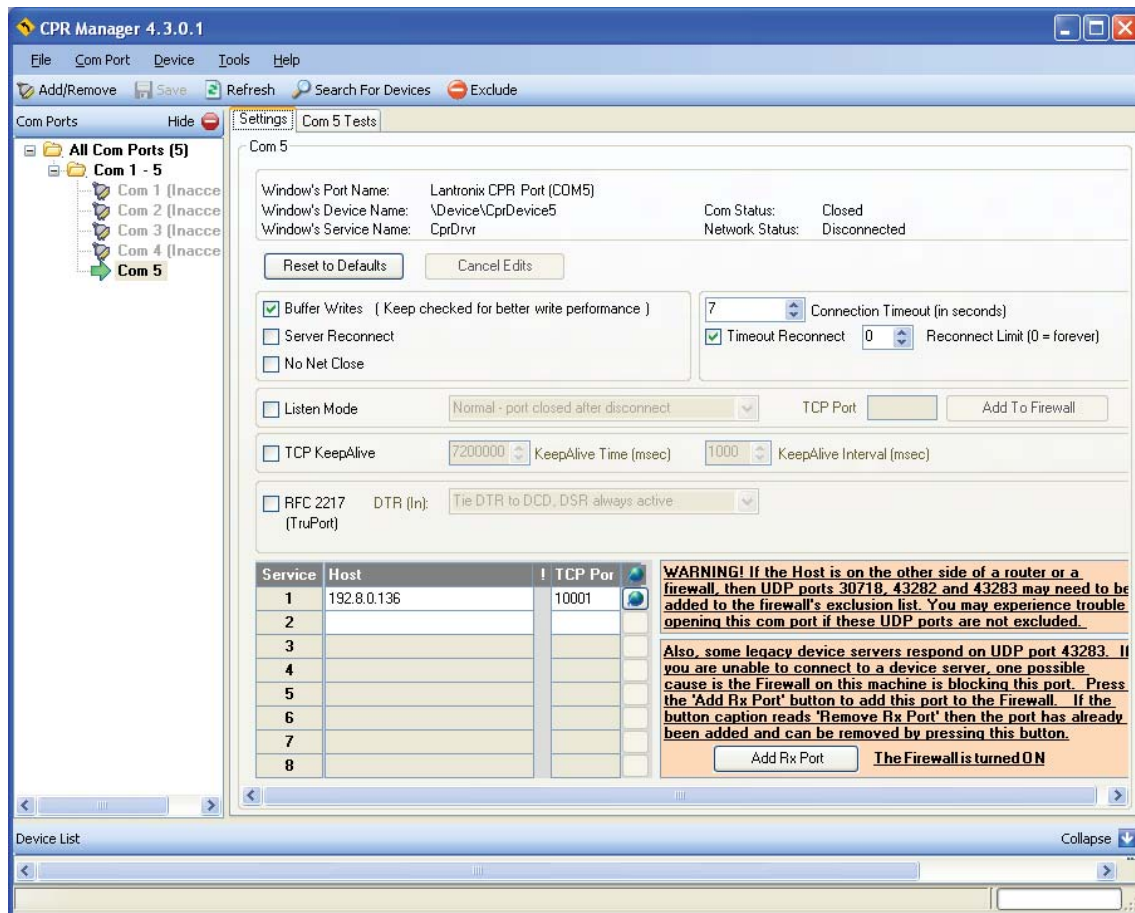 CPR Manager 4.3.0.1
File Com Port Device Tools Help
Add/Remove Save Refresh Search For Devices Exclude
Com Ports Hide
Settings Com 5 Tests
All Com Ports (5)
Com 1 - 5
Com 1 (Inacce
Com 2 (Inacce
Com 3 (Inacce
Com 4 (Inacce
Com 5
Com 5
Window's Port Name: Lantronix CPR Port (COM5)
Window's Device Name: \Device\CprDevice5 Com Status: Closed
Window's Service Name: CprDrvr Network Status: Disconnected
Reset to Defaults Cancel Edits
Buffer Writes ( Keep checked for better write performance )
Server Reconnect
No Net Close
7 Connection Timeout (in seconds)
Timeout Reconnect 0 Reconnect Limit (0 = forever)
Listen Mode Normal - port closed after disconnect TCP Port Add To Firewall
TCP KeepAlive 7200000 KeepAlive Time (msec) 1000 KeepAlive Interval (msec)
RFC 2217 DTR (In): Tie DTR to DCD, DSR always active
(TruPort)
Service Host ! TCP Por
1 192.8.0.136 10001
2
3
4
5
6
7
8
WARNING! If the Host is on the other side of a router or a
firewall, then UDP ports 30718, 43282 and 43283 may need to be
added to the firewall's exclusion list. You may experience trouble
opening this com port if these UDP ports are not excluded.
Also, some legacy device servers respond on UDP port 43283. If
you are unable to connect to a device server, one possible
cause is the Firewall on this machine is blocking this port. Press
the 'Add Rx Port' button to add this port to the Firewall. If the
button caption reads 'Remove Rx Port' then the port has already
been added and can be removed by pressing this button.
Add Rx Port The Firewall is turned ON
Device List Collapse